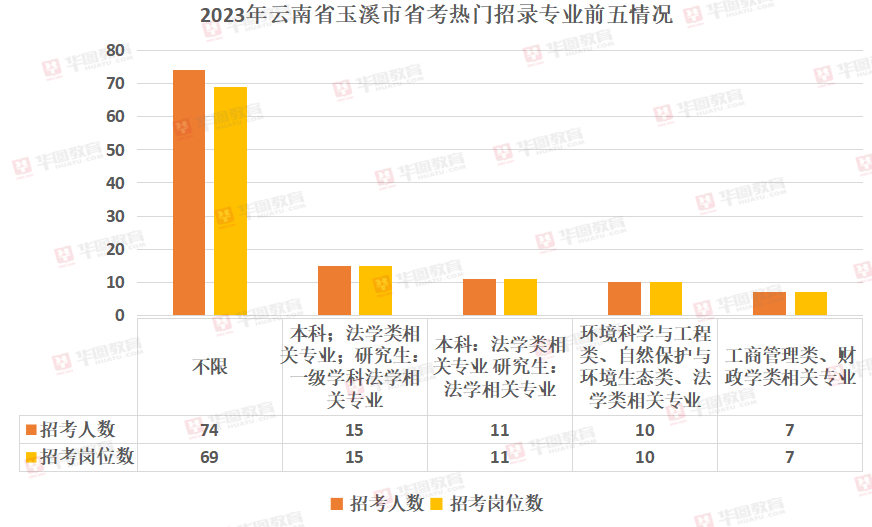 2023年云南省玉溪市省考热门招录专业前五情况
80
70
60
50
40
30
20
10
0
不限
本科；法学类相
关专业；研究生：
一级学科法学相
关专业
本科：法学类相
关专业 研究生：
法学相关专业
环境科学与工程
类、自然保护与
环境生态类、法
学类相关专业
工商管理类、财
政学类相关专业
招考人数 74 15 11 10 7
招考岗位数 69 15 11 10 7
招考人数 招考岗位数
华图教育
HUATU.COM